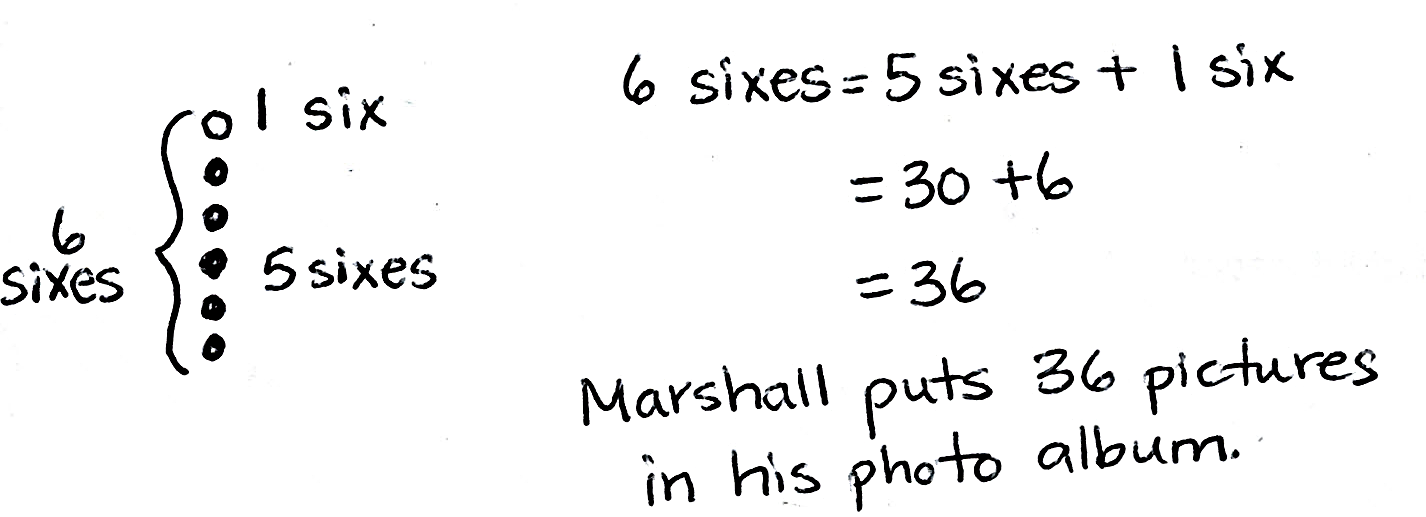 1 six
6
sixes
5 sixes
6 sixes = 5 sixes + 1 six
= 30 + 6
= 36
Marshall puts 36 pictures
in his photo album.